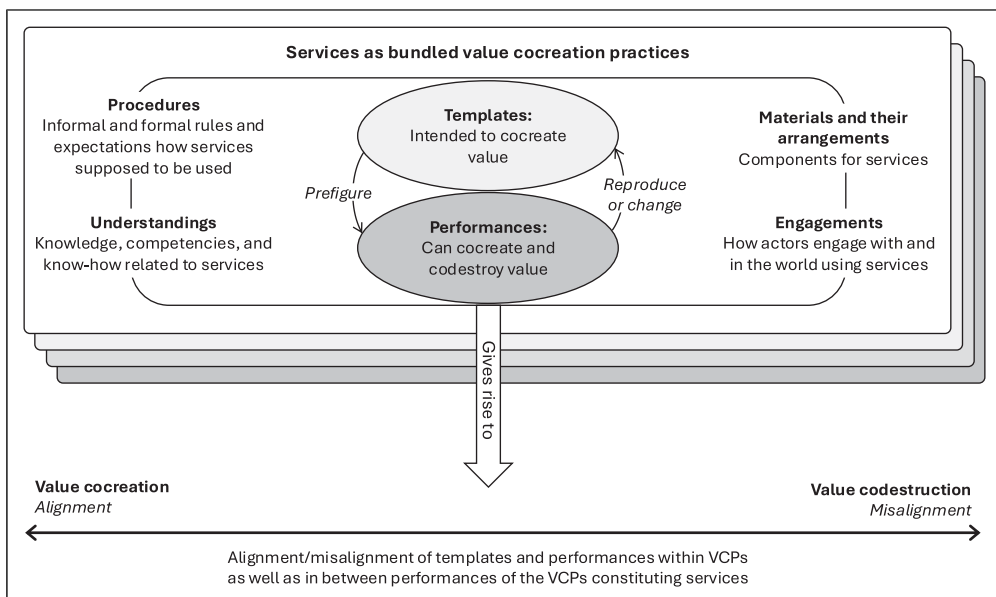 Services as bundled value cocreation practices
Procedures
Informal and formal rules and
expectations how services
supposed to be used
Understandings
Knowledge, competencies, and
know-how related to services
Templates:
Intended to cocreate
value
Prefigure
Reproduce
or change
Performances:
Can cocreate and
codestroy value
Materials and their
arrangements
Components for services
Engagements
How actors engage with and
in the world using services
Gives rise to
Value cocreation
Alignment
Value codestruction
Misalignment
Alignment/misalignment of templates and performances within VCPs
as well as in between performances of the VCPs constituting services